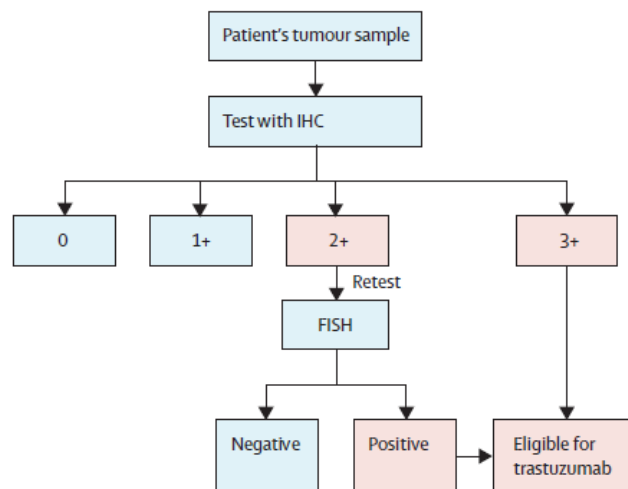 Patient's tumour sample
Test with IHC
0
1+
2+
3+
Retest
FISH
Negative
Positive
Eligible for
trastuzumab